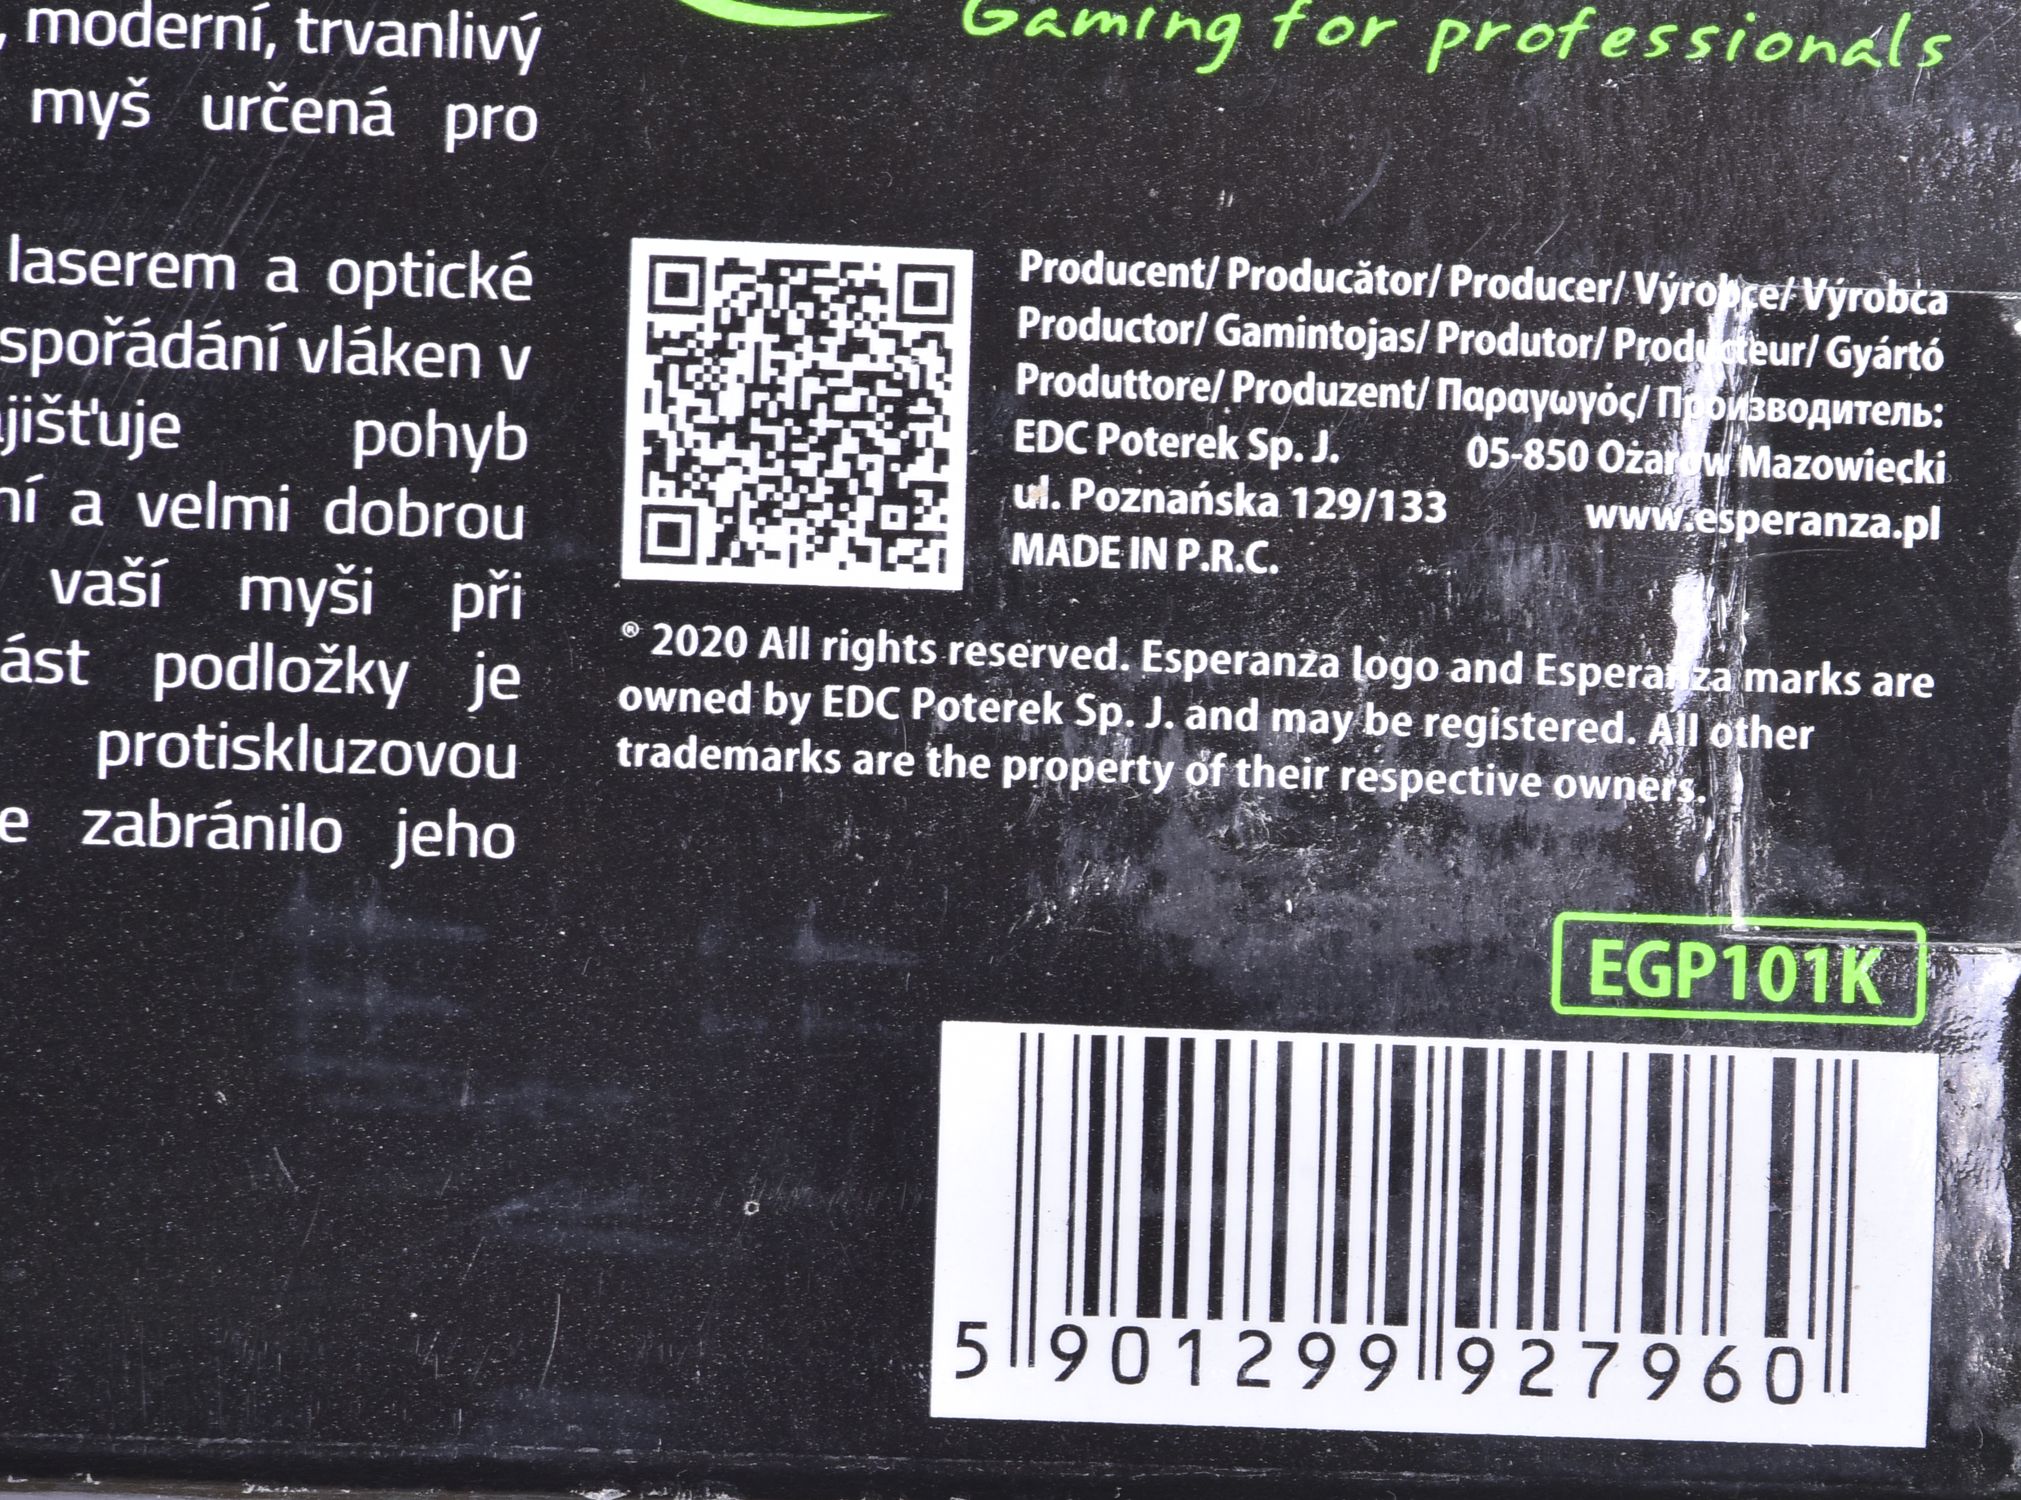 Gaming for professionals
, moderní, trvanlivý
myš určená pro
laserem a optické
spořádání vláken v
jišťuje pohyb
ní a velmi dobrou
vaší myši při
ást podložky je
protiskluzovou
e zabránilo jeho
Producent/ Producător/ Producer/ Výrobce/ Výrobca
Productor/ Gamintojas/ Produtor/ Producteur/ Gyártó
Produttore/ Produzent/ Παραγωγός/ Производитель:
EDC Poterek Sp. J. 05-850 Ożarów Mazowiecki
ul. Poznańska 129/133 www.esperanza.pl
MADE IN P.R.C.
® 2020 All rights reserved. Esperanza logo and Esperanza marks are
owned by EDC Poterek Sp. J. and may be registered. All other
trademarks are the property of their respective owners.
EGP101K
5 901299 927960